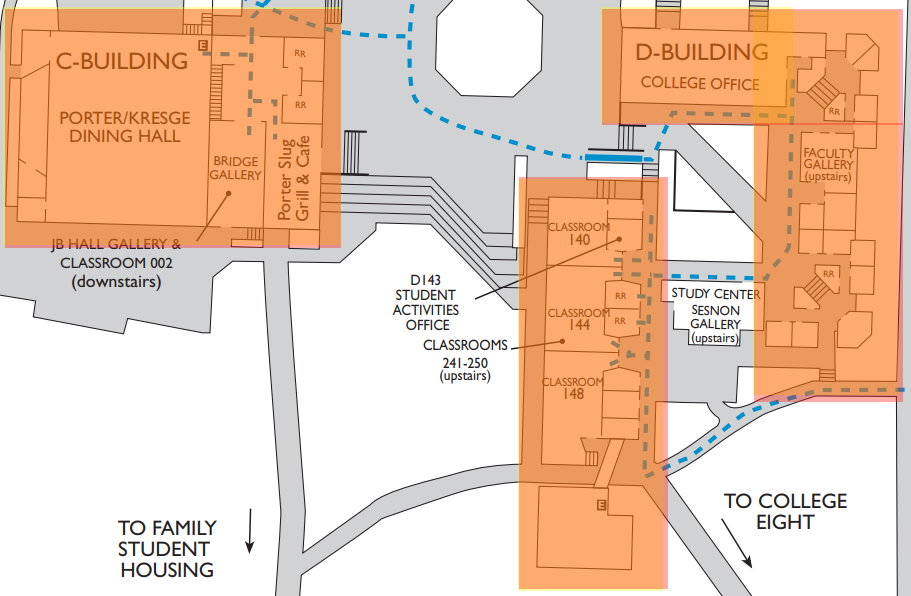 C-BUILDING
E
RR
PORTER/KRESGE
DINING HALL
RR
BRIDGE
GALLERY
Porter Slug
Grill & Cafe
JB HALL GALLERY &
CLASSROOM 002
(downstairs)
D-BUILDING
COLLEGE OFFICE
RR
FACULTY
GALLERY
(upstairs)
CLASSROOM
140
D143
STUDENT
ACTIVITIES
OFFICE
RR
RR
STUDY CENTER
SESNON
GALLERY
(upstairs)
CLASSROOM
144
RR
CLASSROOMS
241-250
(upstairs)
CLASSROOM
148
E
TO FAMILY
STUDENT
HOUSING
TO COLLEGE
EIGHT